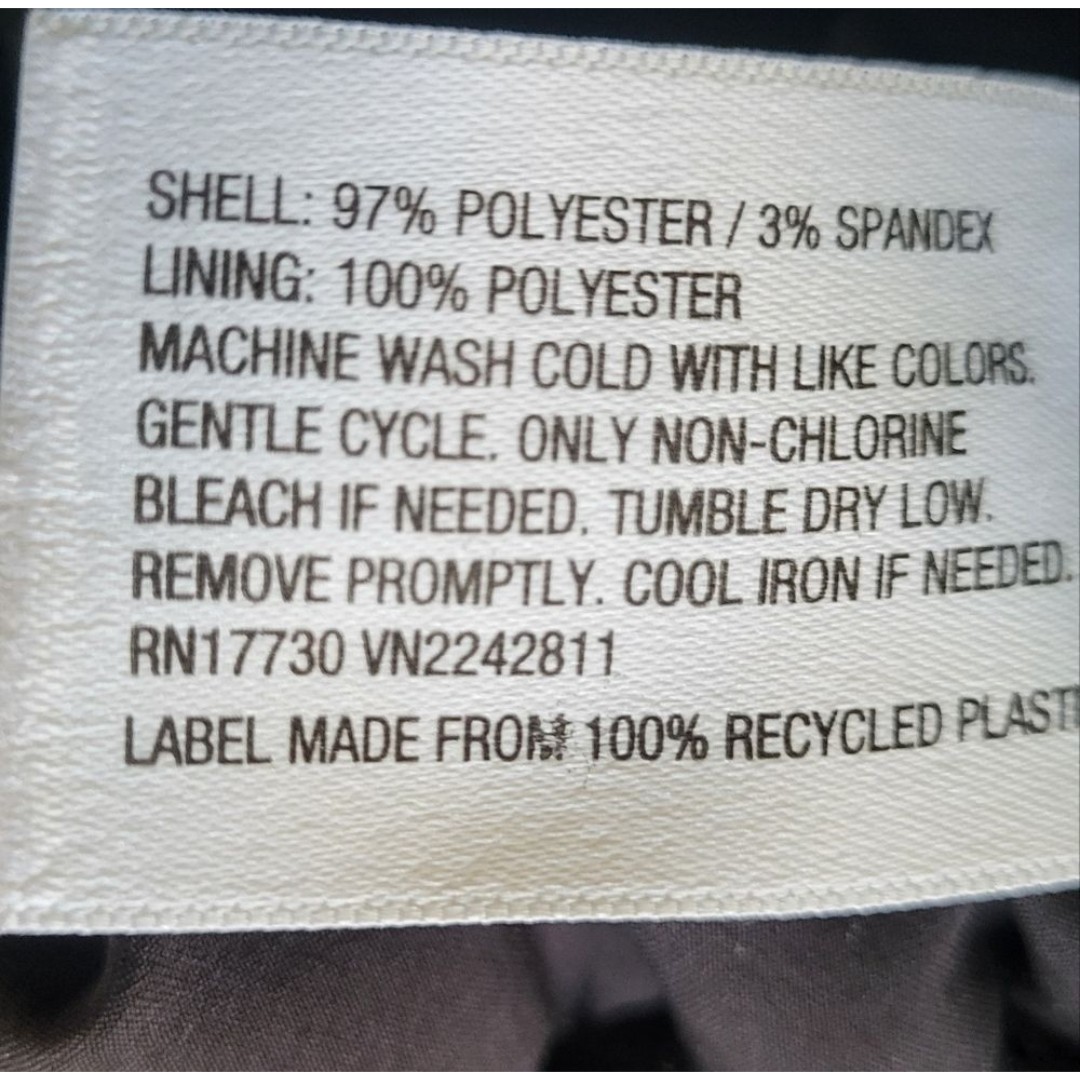 SHELL: 97% POLYESTER / 3% SPANDEX
LINING: 100% POLYESTER
MACHINE WASH COLD WITH LIKE COLORS.
GENTLE CYCLE. ONLY NON-CHLORINE
BLEACH IF NEEDED. TUMBLE DRY LOW.
REMOVE PROMPTLY. COOL IRON IF NEEDED.
RN17730 VN2242811
LABEL MADE FROM 100% RECYCLED PLASTI